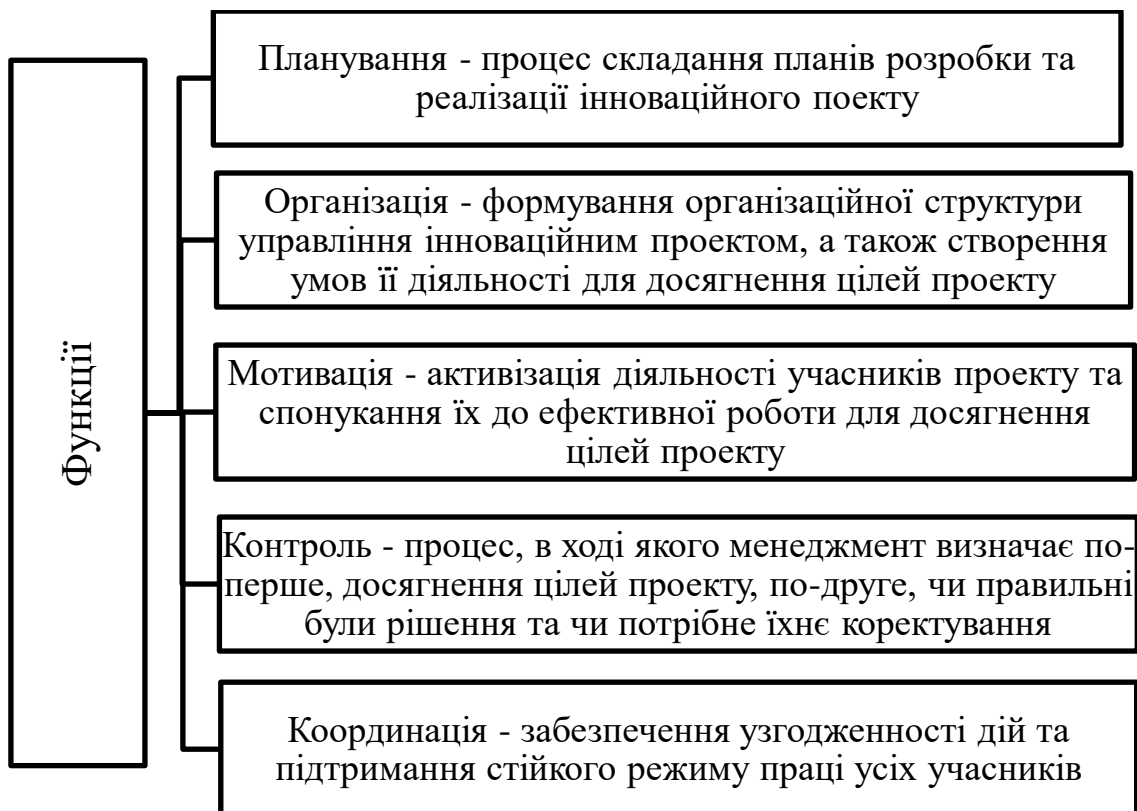 Функції
Планування - процес складання планів розробки та
реалізації інноваційного поекту
Організація - формування організаційної структури
управління інноваційним проектом, а також створення
умов її діяльності для досягнення цілей проекту
Мотивація - активізація діяльності учасників проекту та
спонукання їх до ефективної роботи для досягнення
цілей проекту
Контроль - процес, в ході якого менеджмент визначає по-
перше, досягнення цілей проекту, по-друге, чи правильні
були рішення та чи потрібне їхнє коректування
Координація - забезпечення узгодженності дій та
підтримання стійкого режиму праці усіх учасників